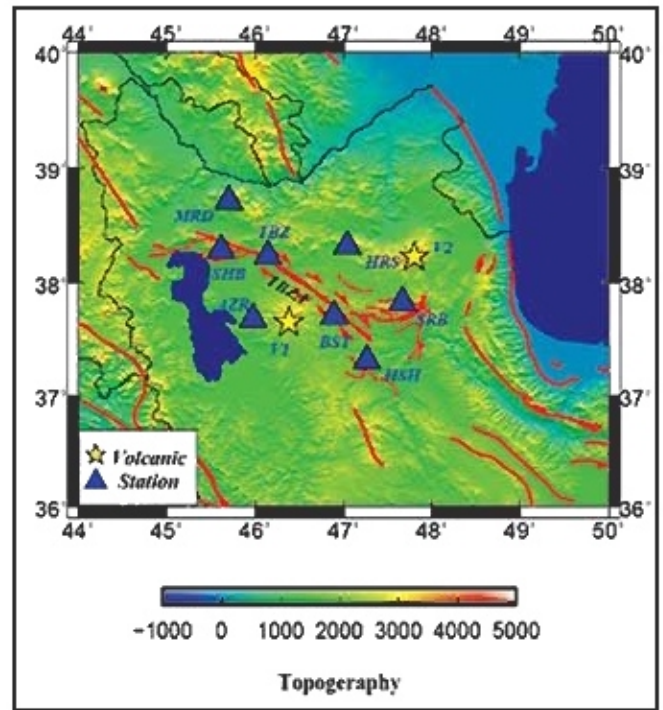 44° 45° 46° 47° 48° 49° 50°
40° 40°
39° 39°
MRD
TBZ
HRS V2
SHB
38° 38°
AZR
SRB
V1 BST
HSH
37° 37°
Volcanic
Station
36° 36°
44° 45° 46° 47° 48° 49° 50°
−1000 0 1000 2000 3000 4000 5000
Topogeraphy